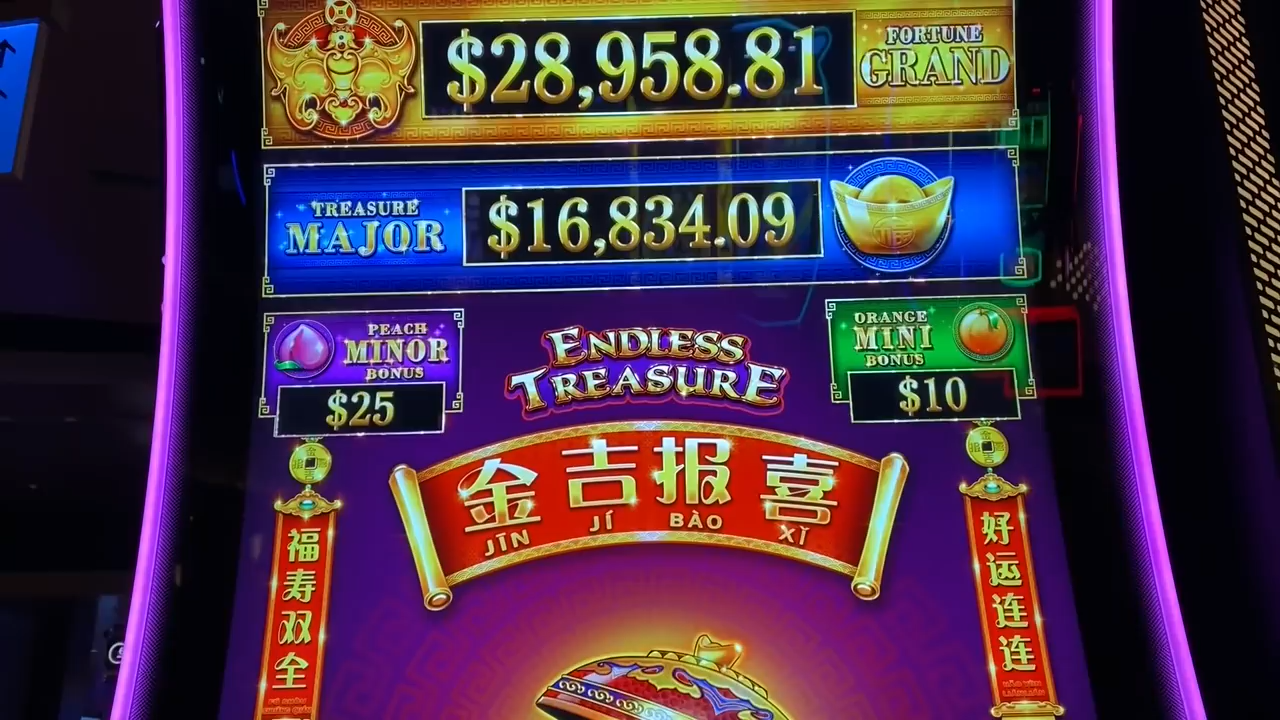 $28,958.81
FORTUNE
GRAND
TREASURE
MAJOR
$16,834.09
PEACH
MINOR
BONUS
$25
ENDLESS
TREASURE
ORANGE
MINI
BONUS
$10
金吉报喜
JĪN JÍ BÀO XǏ
福寿双全
好运连连